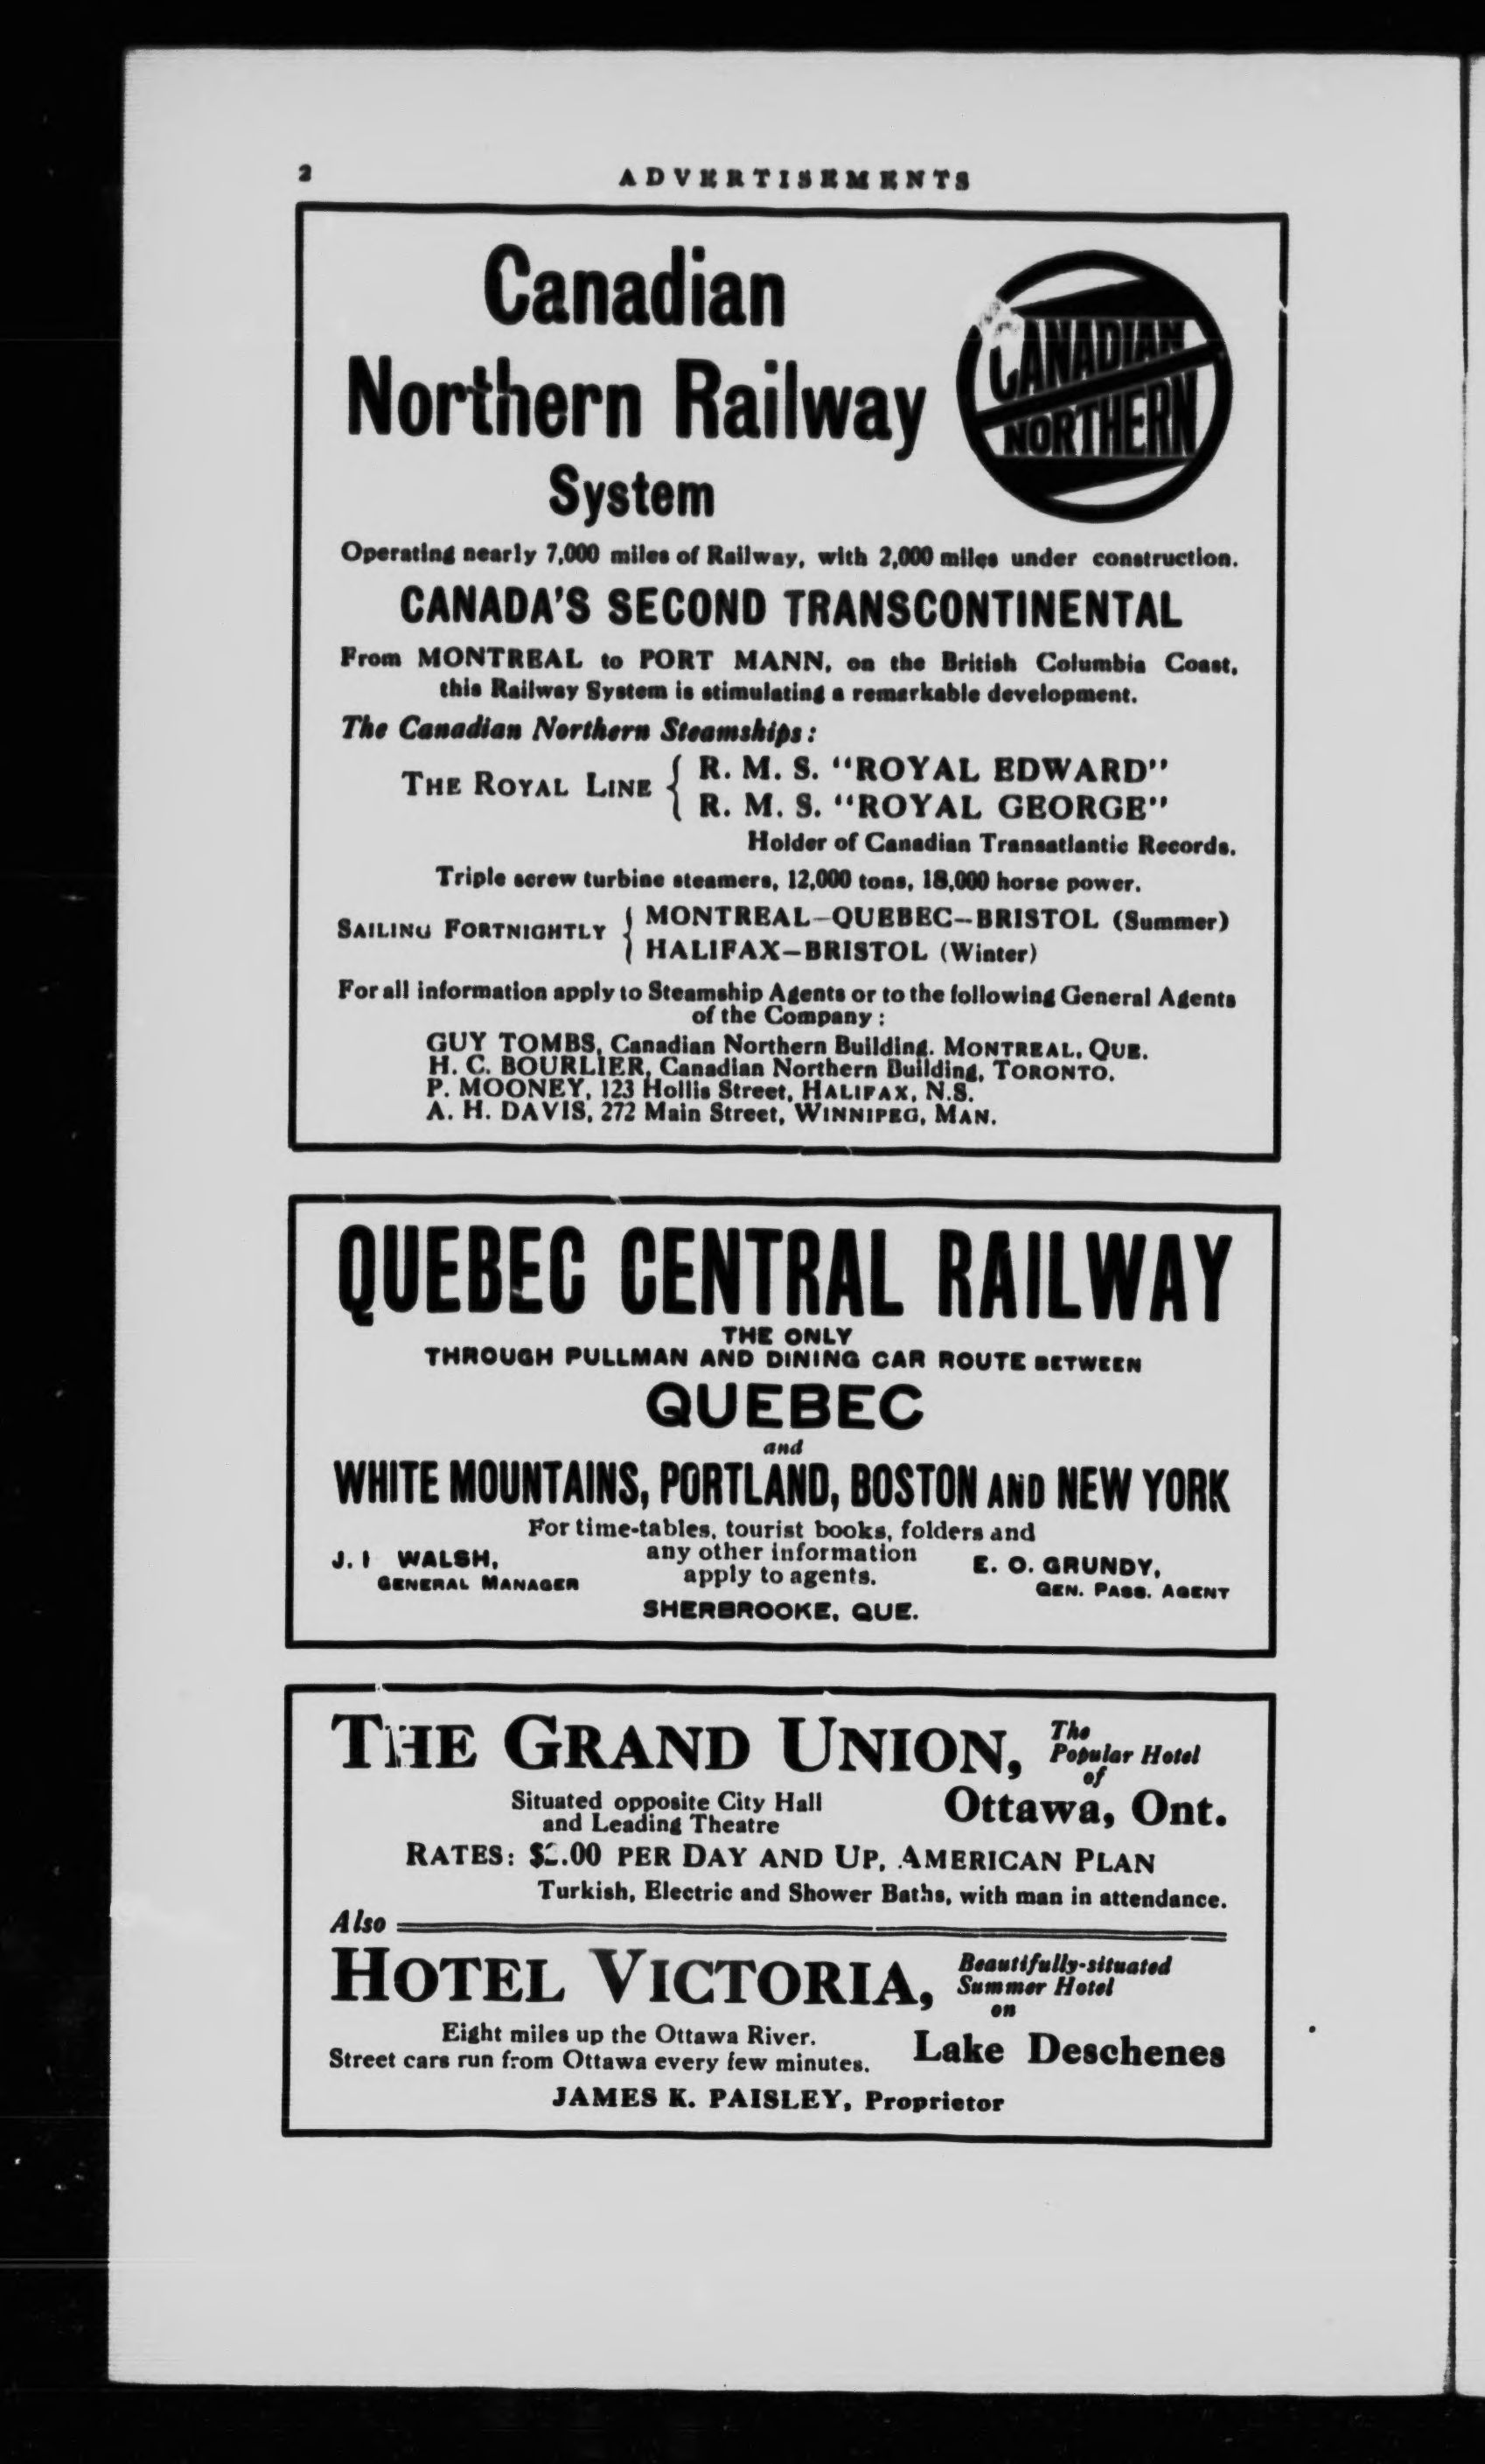 2
ADVERTISEMENTS
Canadian
Northern Railway
System
CANADIAN
NORTHERN
Operating nearly 7,000 miles of Railway, with 2,000 miles under construction.
CANADA'S SECOND TRANSCONTINENTAL
From MONTREAL to PORT MANN, on the British Columbia Coast,
this Railway System is stimulating a remarkable development.
The Canadian Northern Steamships:
THE ROYAL LINE { R. M. S. "ROYAL EDWARD"
R. M. S. "ROYAL GEORGE"
Holder of Canadian Transatlantic Records.
Triple screw turbine steamers, 12,000 tons, 18,000 horse power.
SAILING FORTNIGHTLY { MONTREAL-QUEBEC-BRISTOL (Summer)
HALIFAX-BRISTOL (Winter)
For all information apply to Steamship Agents or to the following General Agents
of the Company:
GUY TOMBS, Canadian Northern Building. MONTREAL, QUE.
H. C. BOURLIER, Canadian Northern Building, TORONTO.
P. MOONEY, 123 Hollis Street, HALIFAX, N.S.
A. H. DAVIS, 272 Main Street, WINNIPEG, MAN.
QUEBEC CENTRAL RAILWAY
THE ONLY
THROUGH PULLMAN AND DINING CAR ROUTE BETWEEN
QUEBEC
and
WHITE MOUNTAINS, PORTLAND, BOSTON AND NEW YORK
For time-tables, tourist books, folders and
any other information
apply to agents.
J. WALSH,
GENERAL MANAGER
E. O. GRUNDY,
GEN. PASS. AGENT
SHERBROOKE, QUE.
THE GRAND UNION,
The
Popular Hotel
of
Situated opposite City Hall
and Leading Theatre
Ottawa, Ont.
RATES: PER DAY AND UP, AMERICAN PLAN
Turkish, Electric and Shower Baths, with man in attendance.
Also
HOTEL VICTORIA,
Beautifully-situated
Summer Hotel
on
Eight miles up the Ottawa River.
Street cars run from Ottawa every few minutes.
Lake Deschenes
JAMES K. PAISLEY, Proprietor